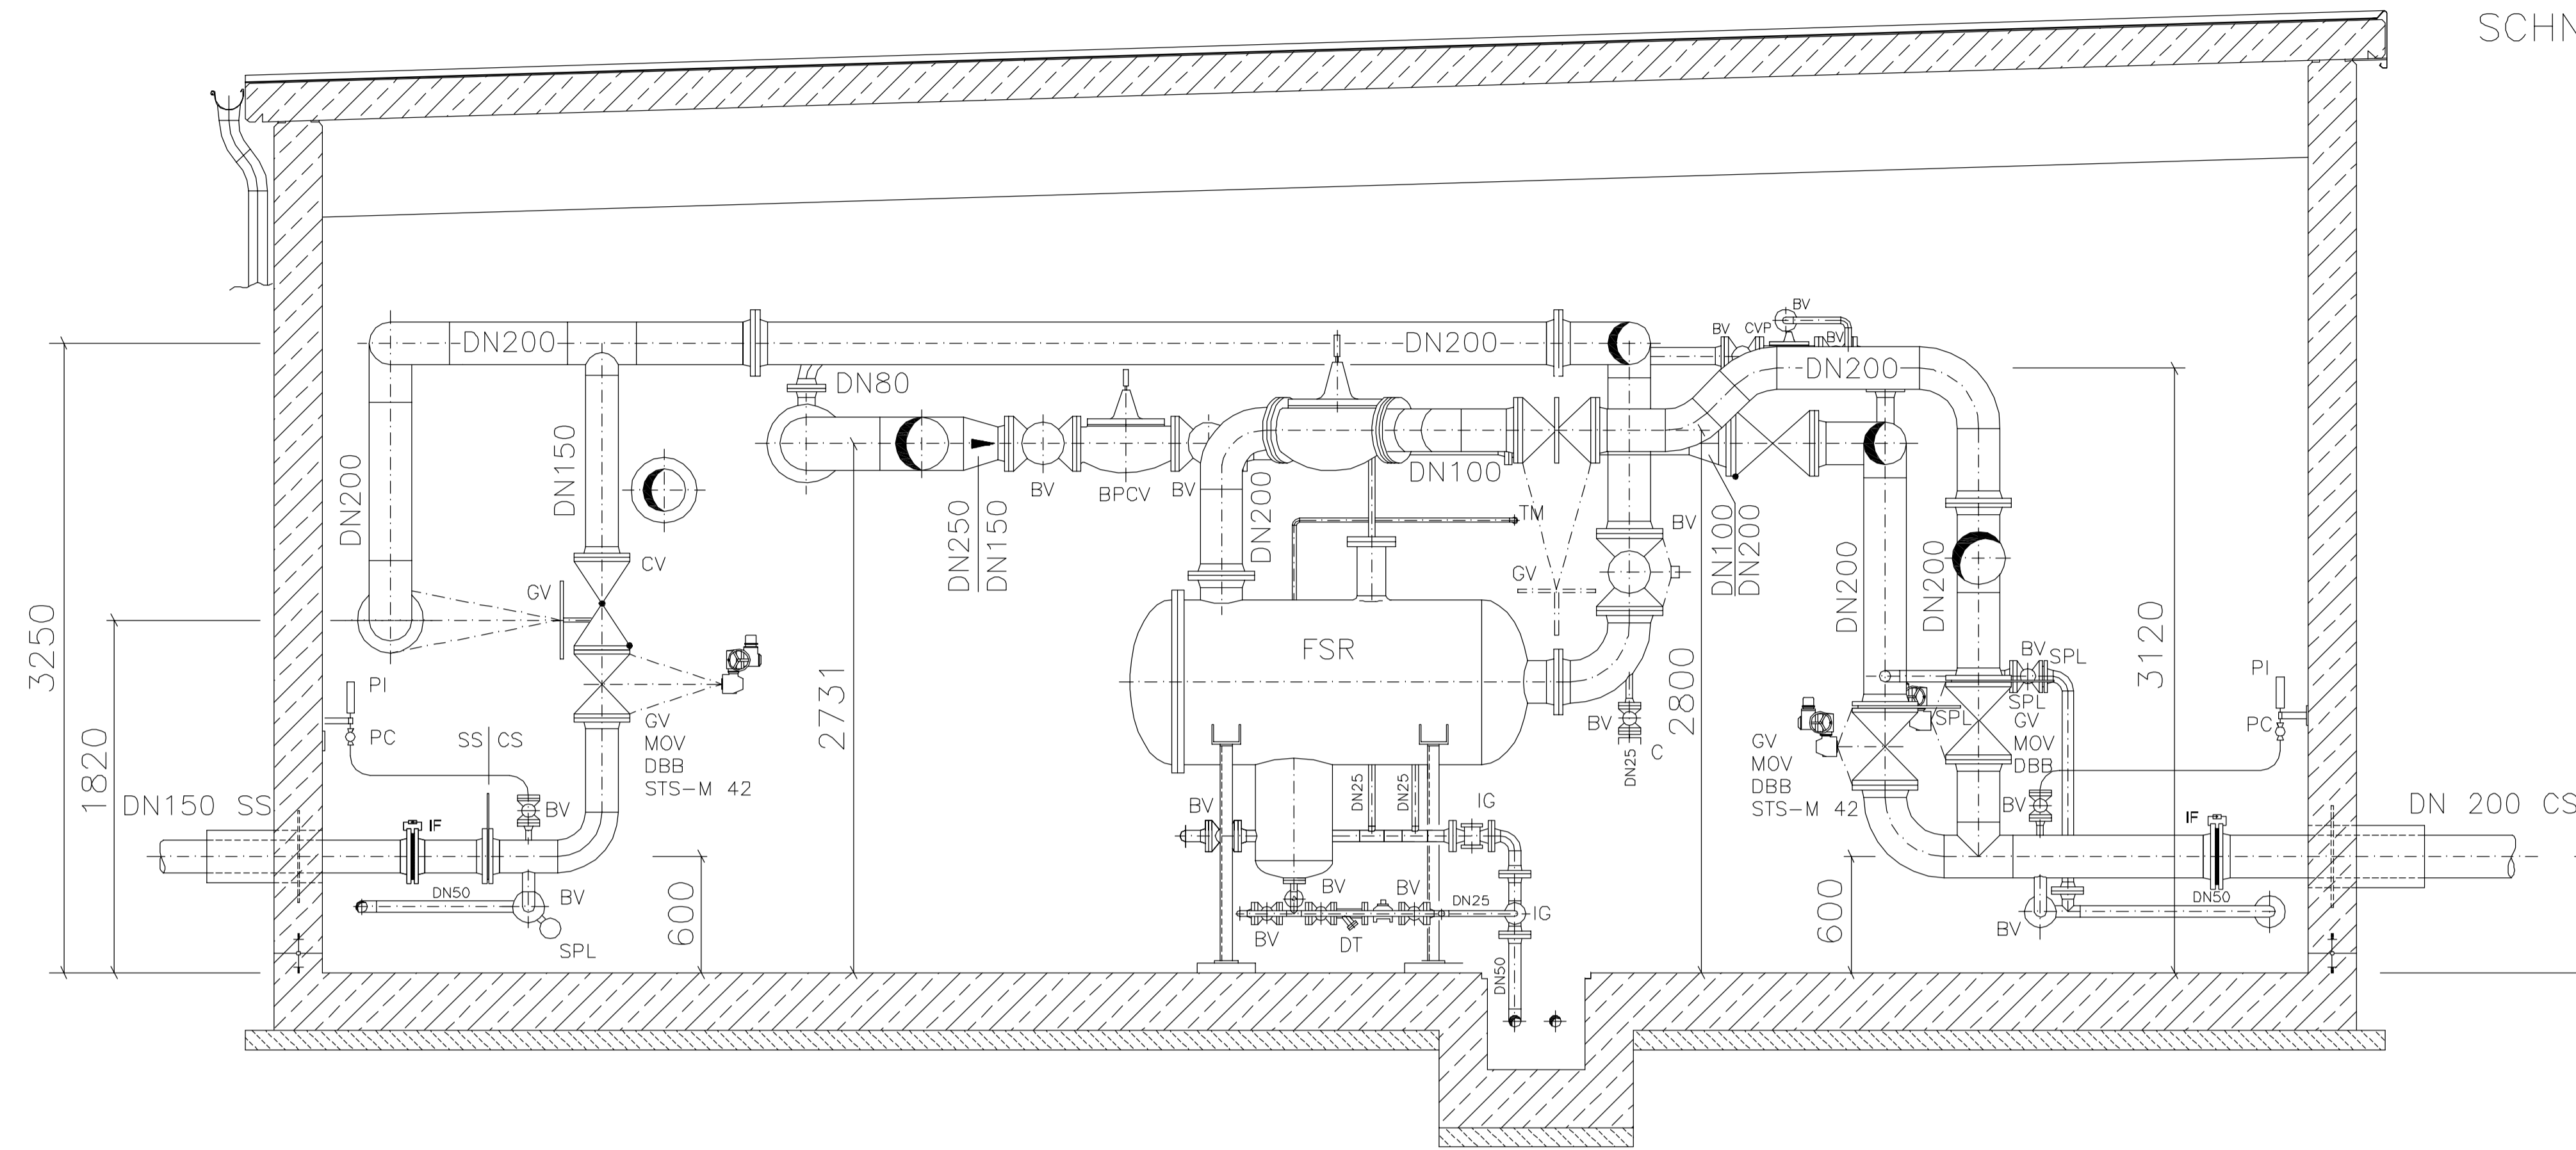 SCHN
BV
BV
CVP
BV
DN200
DN200
DN200
DN80
DN200
DN150
DN250
DN150
BV
BPCV
BV
DN200
DN100
TM
BV
DN100
DN200
DN200
DN200
CV
GV
GV
3250
1820
2731
FSR
2800
3120
PI
PC
SS
CS
GV
MOV
DBB
STS-M 42
BV
DN25
C
BV
SPL
SPL
SPL
GV
MOV
DBB
GV
MOV
DBB
STS-M 42
PI
PC
DN150 SS
IF
BV
DN50
BV
SPL
600
BV
DN25
DN25
IG
BV
BV
DN25
IG
BV
DT
DN50
600
BV
IF
DN 200 CS
DN50
BV